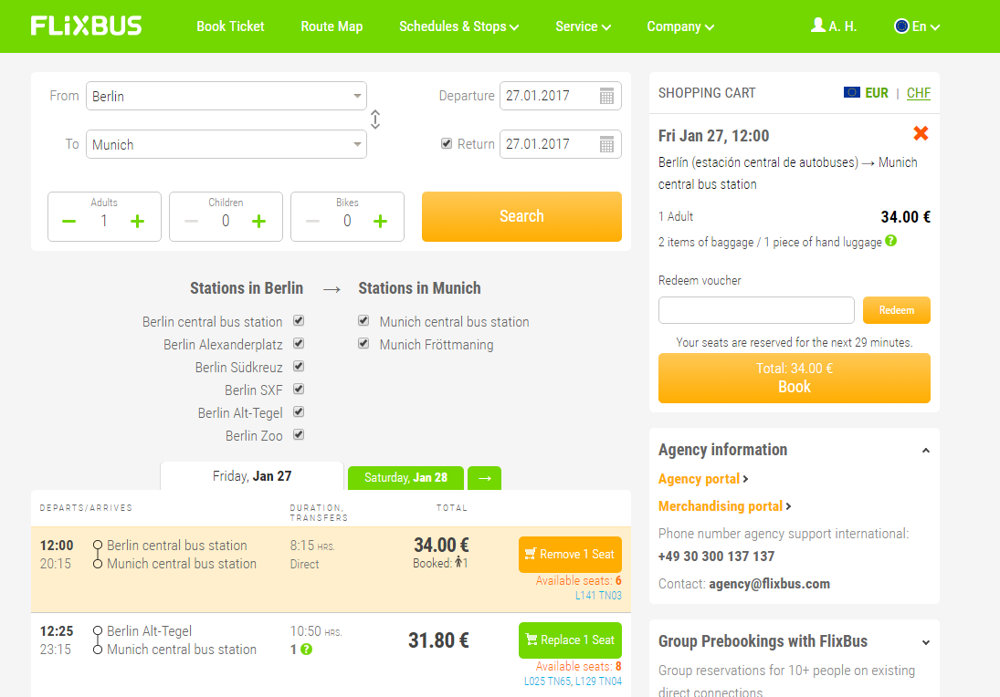 FLiXBUS
Book Ticket
Route Map
Schedules & Stops
Service
Company
A. H.
En
From Berlin
Departure 27.01.2017
To Munich
Return 27.01.2017
Adults
1
Children
0
Bikes
0
Search
Stations in Berlin → Stations in Munich
Berlin central bus station
Berlin Alexanderplatz
Berlin Südkreuz
Berlin SXF
Berlin Alt-Tegel
Berlin Zoo
Munich central bus station
Munich Fröttmaning
Friday, Jan 27
Saturday, Jan 28
→
DEPARTS/ARRIVES
DURATION,
TRANSFERS
TOTAL
12:00 Berlin central bus station
20:15 Munich central bus station
8:15 HRS.
Direct
34.00 €
Booked: 1
Remove 1 Seat
Available seats: 6
L141 TN03
12:25 Berlin Alt-Tegel
23:15 Munich central bus station
10:50 HRS.
1 ?
31.80 €
Replace 1 Seat
Available seats: 8
L025 TN65, L129 TN04
SHOPPING CART
EUR | CHF
Fri Jan 27, 12:00
Berlín (estación central de autobuses) → Munich
central bus station
1 Adult 34.00 €
2 items of baggage / 1 piece of hand luggage ?
Redeem voucher
Redeem
Your seats are reserved for the next 29 minutes.
Total: 34.00 €
Book
Agency information
Agency portal
Merchandising portal
Phone number agency support international:
+49 30 300 137 137
Contact: agency@flixbus.com
Group Prebookings with FlixBus
Group reservations for 10+ people on existing
direct connections